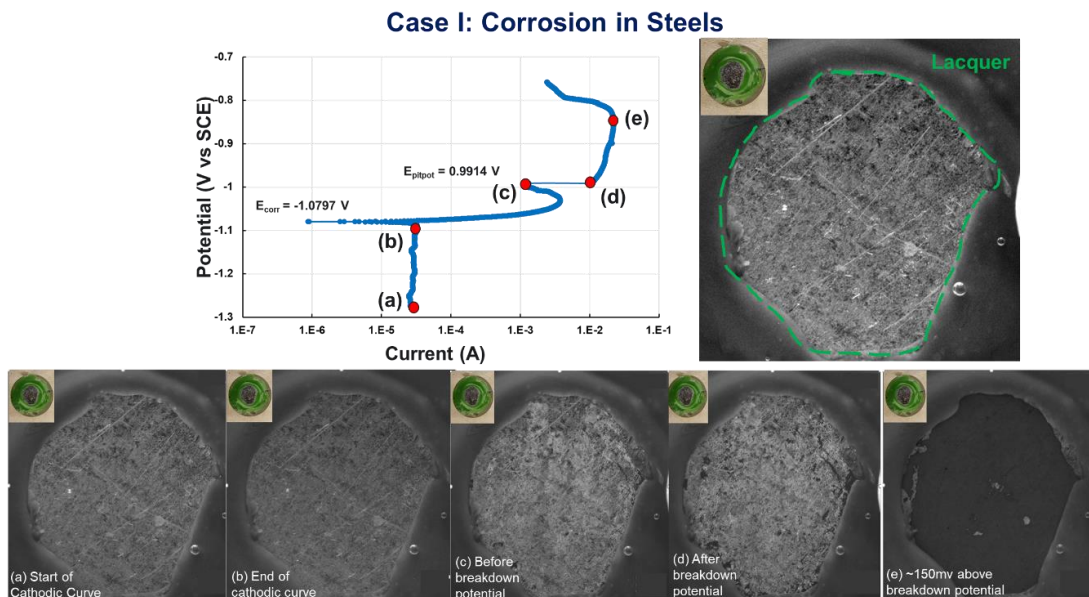 Case I: Corrosion in Steels
Potential (V vs SCE)
-0.7
-0.8
-0.9
-1
-1.1
-1.2
-1.3
E_pitpot = 0.9914 V
E_corr = -1.0797 V
(a)
(b)
(c)
(d)
(e)
1.E-7
1.E-6
1.E-5
1.E-4
1.E-3
1.E-2
1.E-1
Current (A)
Lacquer
(a) Start of
Cathodic Curve
(b) End of
cathodic curve
(c) Before
breakdown
potential
(d) After
breakdown
potential
(e) ~150mv above
breakdown potential